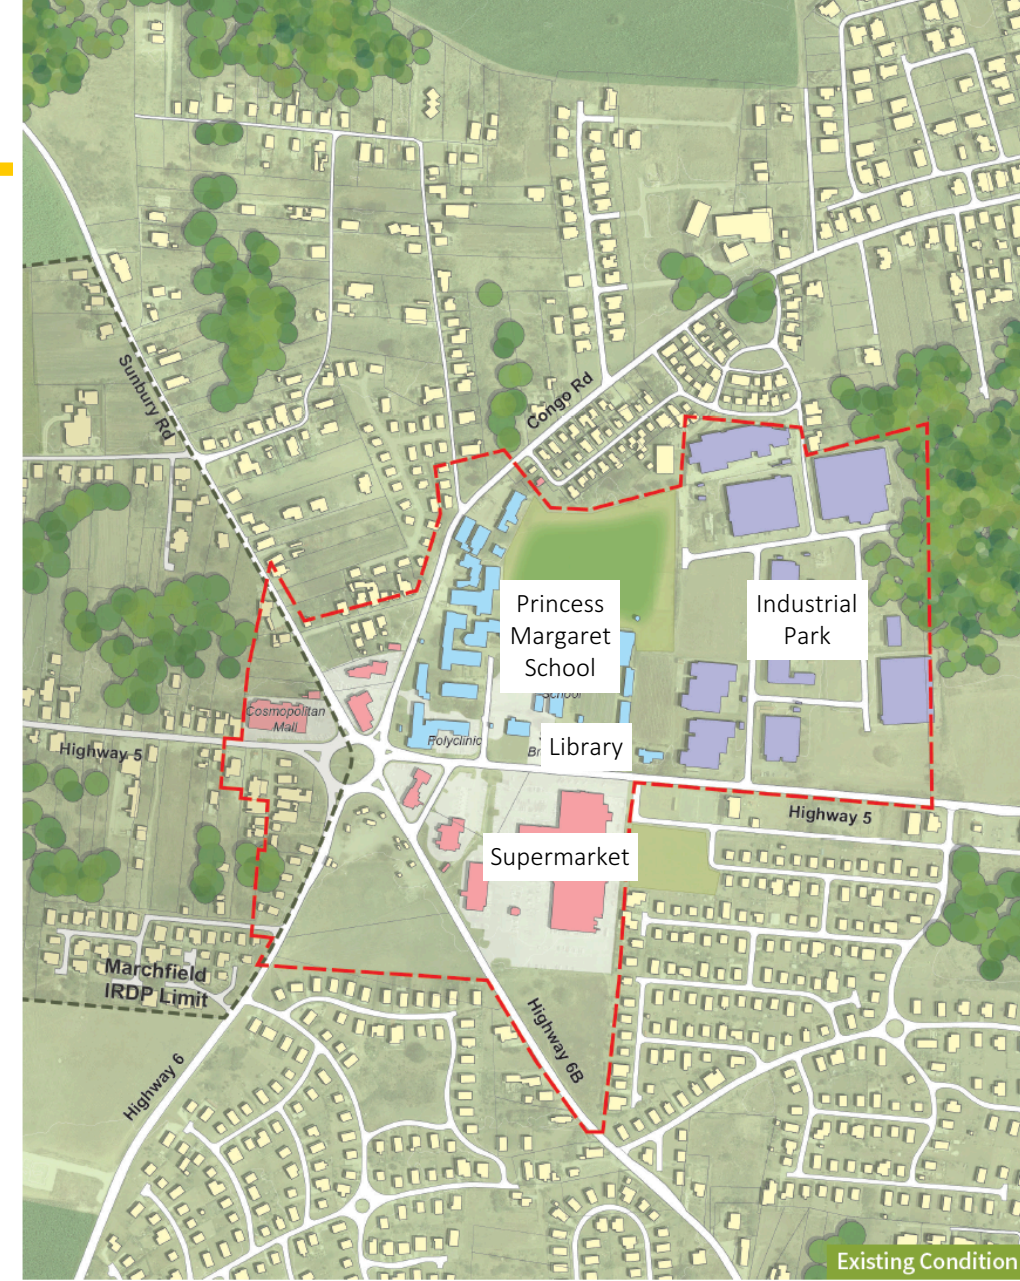 Sunbury Rd
Congo Rd
Princess
Margaret
School
Industrial
Park
School
Cosmopolitan
Mall
Polyclinic
Library
Highway 5
Highway 5
Supermarket
Marchfield
IRDP Limit
Highway 6B
Highway 6
Existing Condition